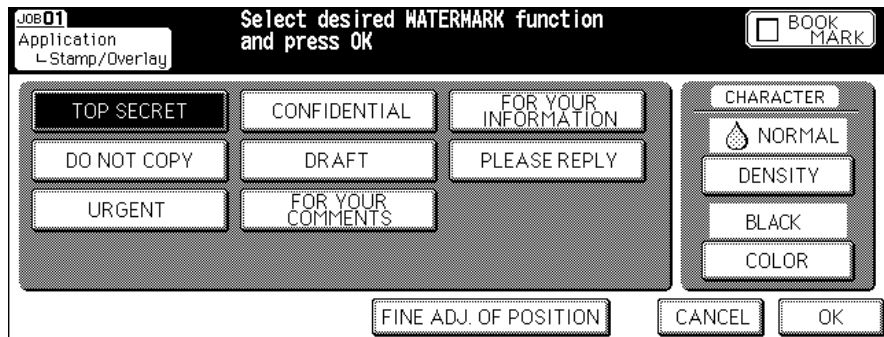 JOB01
Application
Stamp/Overlay
Select desired WATERMARK function
and press OK
BOOK
MARK
TOP SECRET
CONFIDENTIAL
FOR YOUR
INFORMATION
DO NOT COPY
DRAFT
PLEASE REPLY
URGENT
FOR YOUR
COMMENTS
CHARACTER
NORMAL
DENSITY
BLACK
COLOR
FINE ADJ. OF POSITION
CANCEL
OK